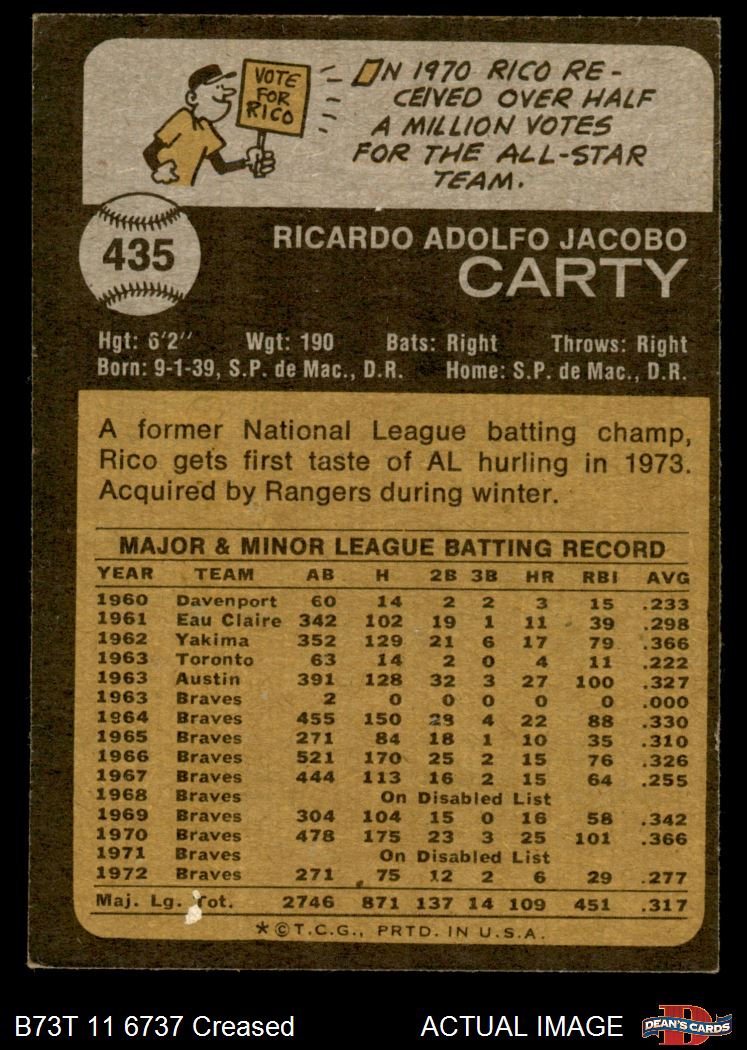 VOTE
FOR
RICO
IN 1970 RICO RE-
CEIVED OVER HALF
A MILLION VOTES
FOR THE ALL-STAR
TEAM.
435
RICARDO ADOLFO JACOBO
CARTY
Hgt: 6'2" Wgt: 190 Bats: Right Throws: Right
Born: 9-1-39, S.P. de Mac., D.R. Home: S.P. de Mac., D.R.
A former National League batting champ,
Rico gets first taste of AL hurling in 1973.
Acquired by Rangers during winter.
MAJOR & MINOR LEAGUE BATTING RECORD
YEAR TEAM AB H 2B 3B HR RBI AVG
1960 Davenport 60 14 2 2 3 15 .233
1961 Eau Claire 342 102 19 1 11 39 .298
1962 Yakima 352 129 21 6 17 79 .366
1963 Toronto 63 14 2 0 4 11 .222
1963 Austin 391 128 32 3 27 100 .327
1963 Braves 2 0 0 0 0 0 .000
1964 Braves 455 150 28 4 22 88 .330
1965 Braves 271 84 18 1 10 35 .310
1966 Braves 521 170 25 2 15 76 .326
1967 Braves 444 113 16 2 15 64 .255
1968 Braves On Disabled List
1969 Braves 304 104 15 0 16 58 .342
1970 Braves 478 175 23 3 25 101 .366
1971 Braves On Disabled List
1972 Braves 271 75 12 2 6 29 .277
Maj. Lg. Tot. 2746 871 137 14 109 451 .317
*©T.C.G., PRTD. IN U.S.A.
B73T 11 6737 Creased ACTUAL IMAGE DEAN'S CARDS